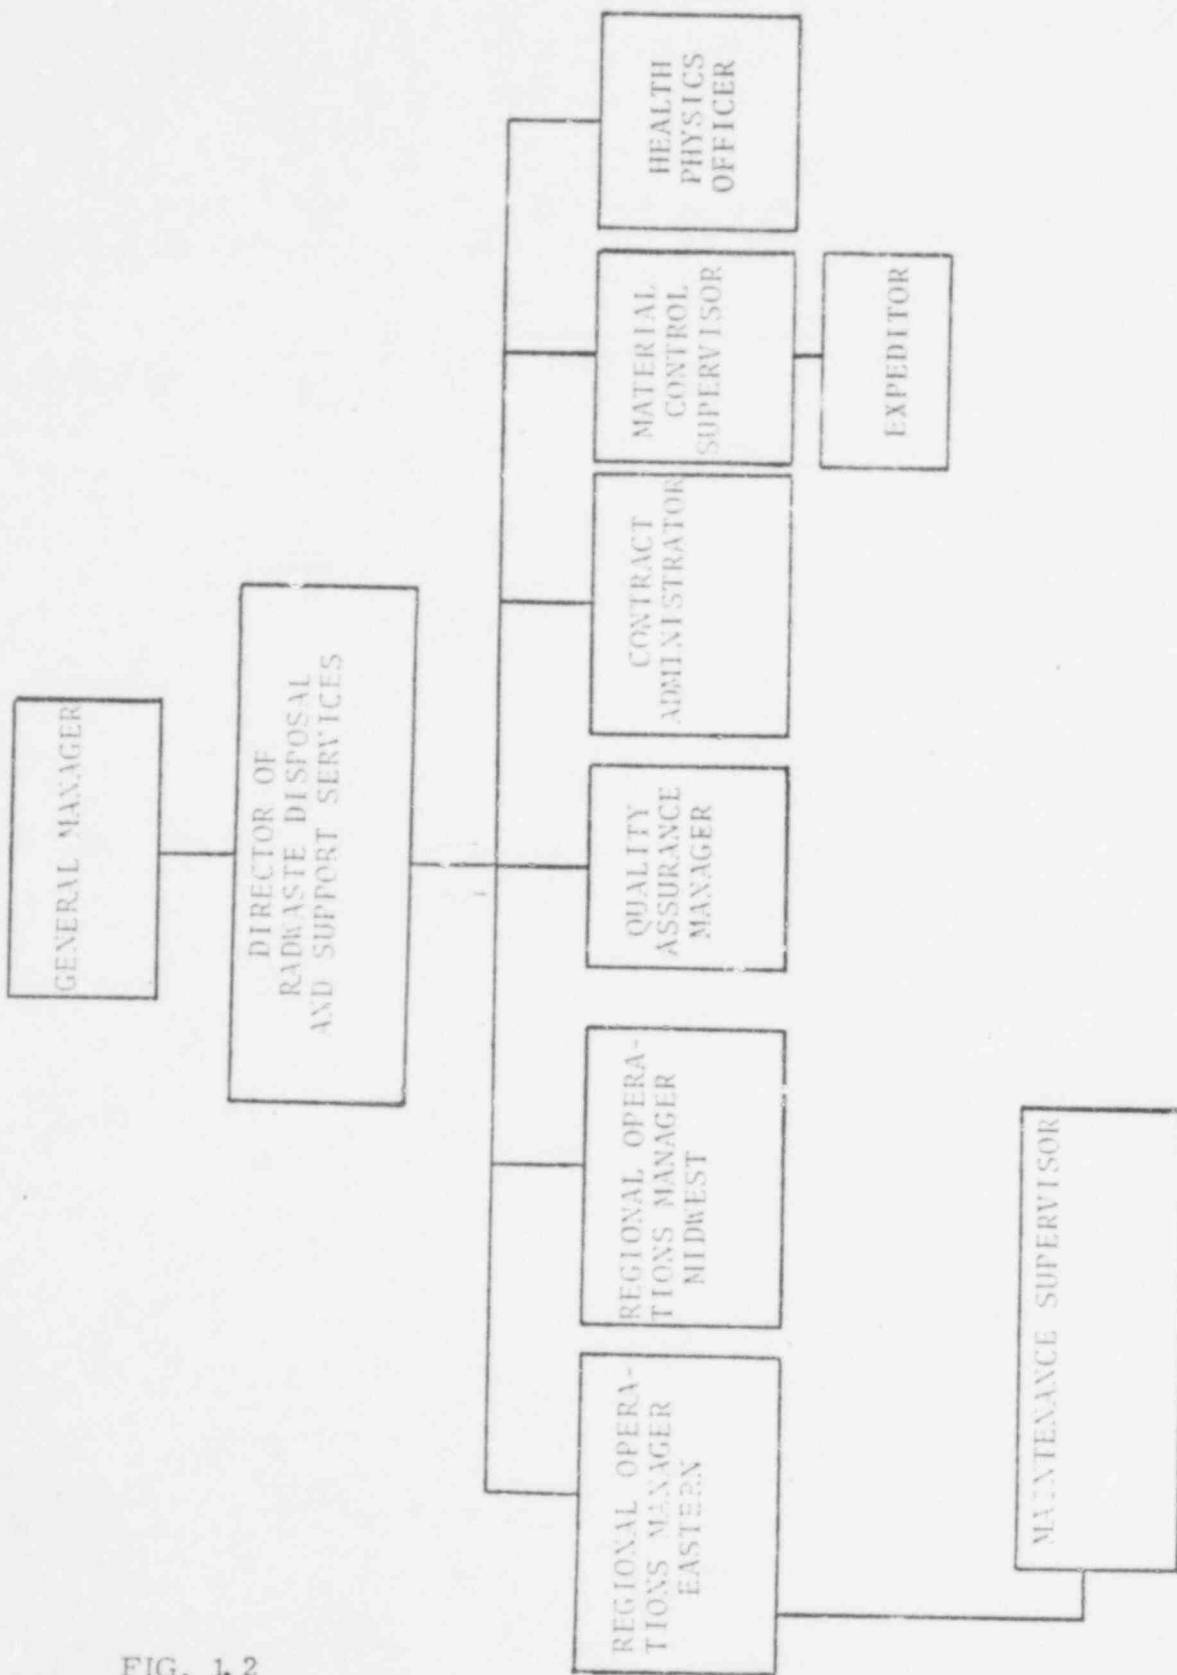 GENERAL MANAGER
DIRECTOR OF
RADWASTE DISPOSAL
AND SUPPORT SERVICES
REGIONAL OPERA-
TIONS MANAGER
EASTERN
REGIONAL OPERA-
TIONS MANAGER
MIDWEST
QUALITY
ASSURANCE
MANAGER
CONTRACT
ADMINISTRATOR
MATERIAL
CONTROL
SUPERVISOR
HEALTH
PHYSICS
OFFICER
EXPEDITOR
MAINTENANCE SUPERVISOR
FIG. 1.2